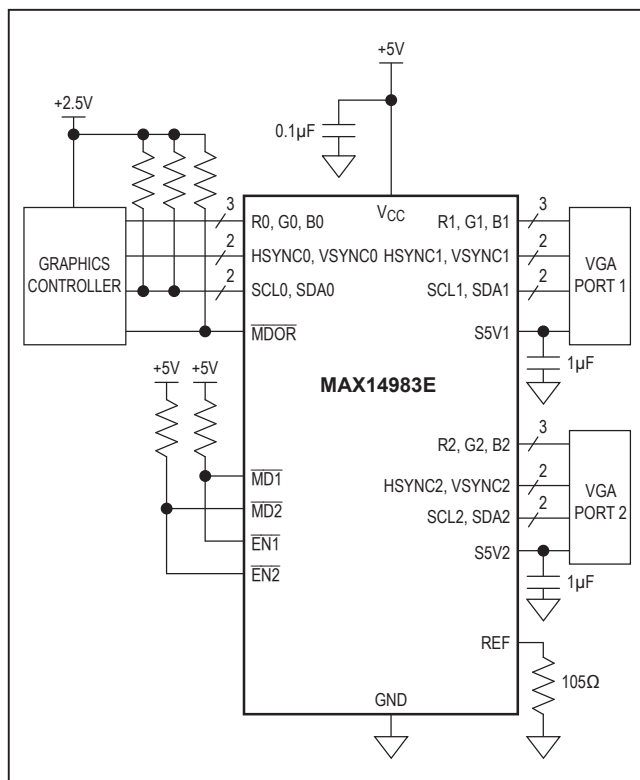 +5V
+2.5V
0.1µF
VCC
GRAPHICS
CONTROLLER
3
R0, G0, B0
2
HSYNC0, VSYNC0
2
SCL0, SDA0
MDOR
R1, G1, B1
3
HSYNC1, VSYNC1
2
SCL1, SDA1
2
S5V1
VGA
PORT 1
1µF
+5V
+5V
MAX14983E
MD1
MD2
EN1
EN2
R2, G2, B2
3
HSYNC2, VSYNC2
2
SCL2, SDA2
2
S5V2
VGA
PORT 2
1µF
REF
105Ω
GND